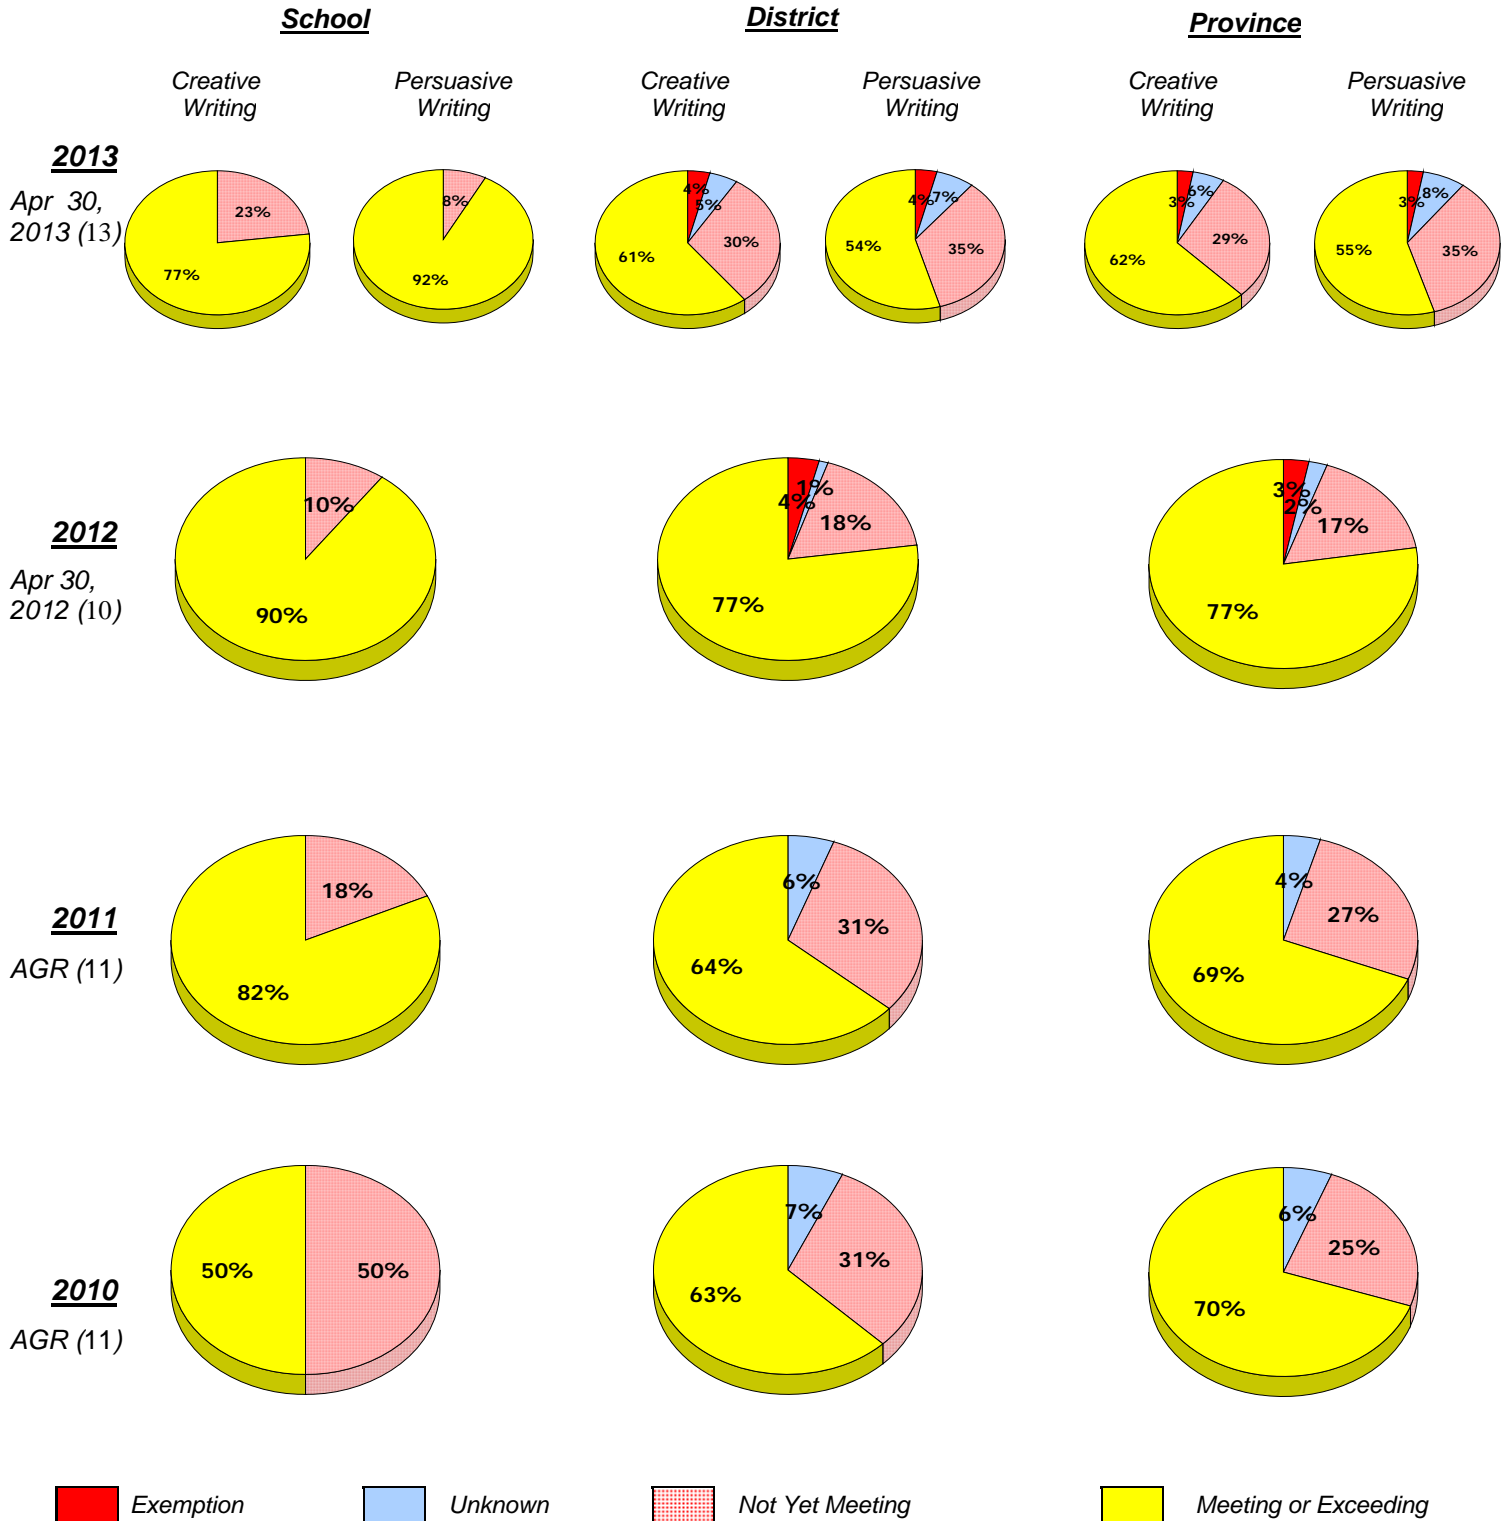 School
District
Province
Creative
Writing
Persuasive
Writing
Creative
Writing
Persuasive
Writing
Creative
Writing
Persuasive
Writing
2013
Apr 30,
2013 (13)
23%
77%
8%
92%
4%
5%
30%
61%
4%
7%
35%
54%
3%
6%
29%
62%
3%
8%
35%
55%
2012
Apr 30,
2012 (10)
10%
90%
4%
1%
18%
77%
3%
2%
17%
77%
2011
AGR (11)
18%
82%
6%
31%
64%
4%
27%
69%
2010
AGR (11)
50%
50%
7%
31%
63%
6%
25%
70%
Exemption
Unknown
Not Yet Meeting
Meeting or Exceeding